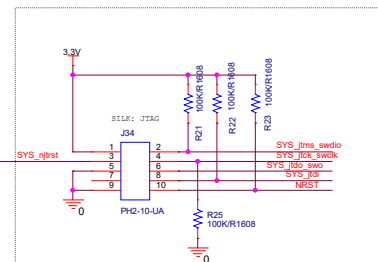 3,3V
100K/R1608
100K/R1608
100K/R1608
R21
R22
R23
SILK: JTAG
J34
SYS_njtrst
1 2
3 4
5 6
7 8
9 10
SYS_jtms_swdio
SYS_jtck_swclk
SYS_jtdo_swo
SYS_jtdi
NRST
PH2-10-UA
0
R25
100K/R1608
0